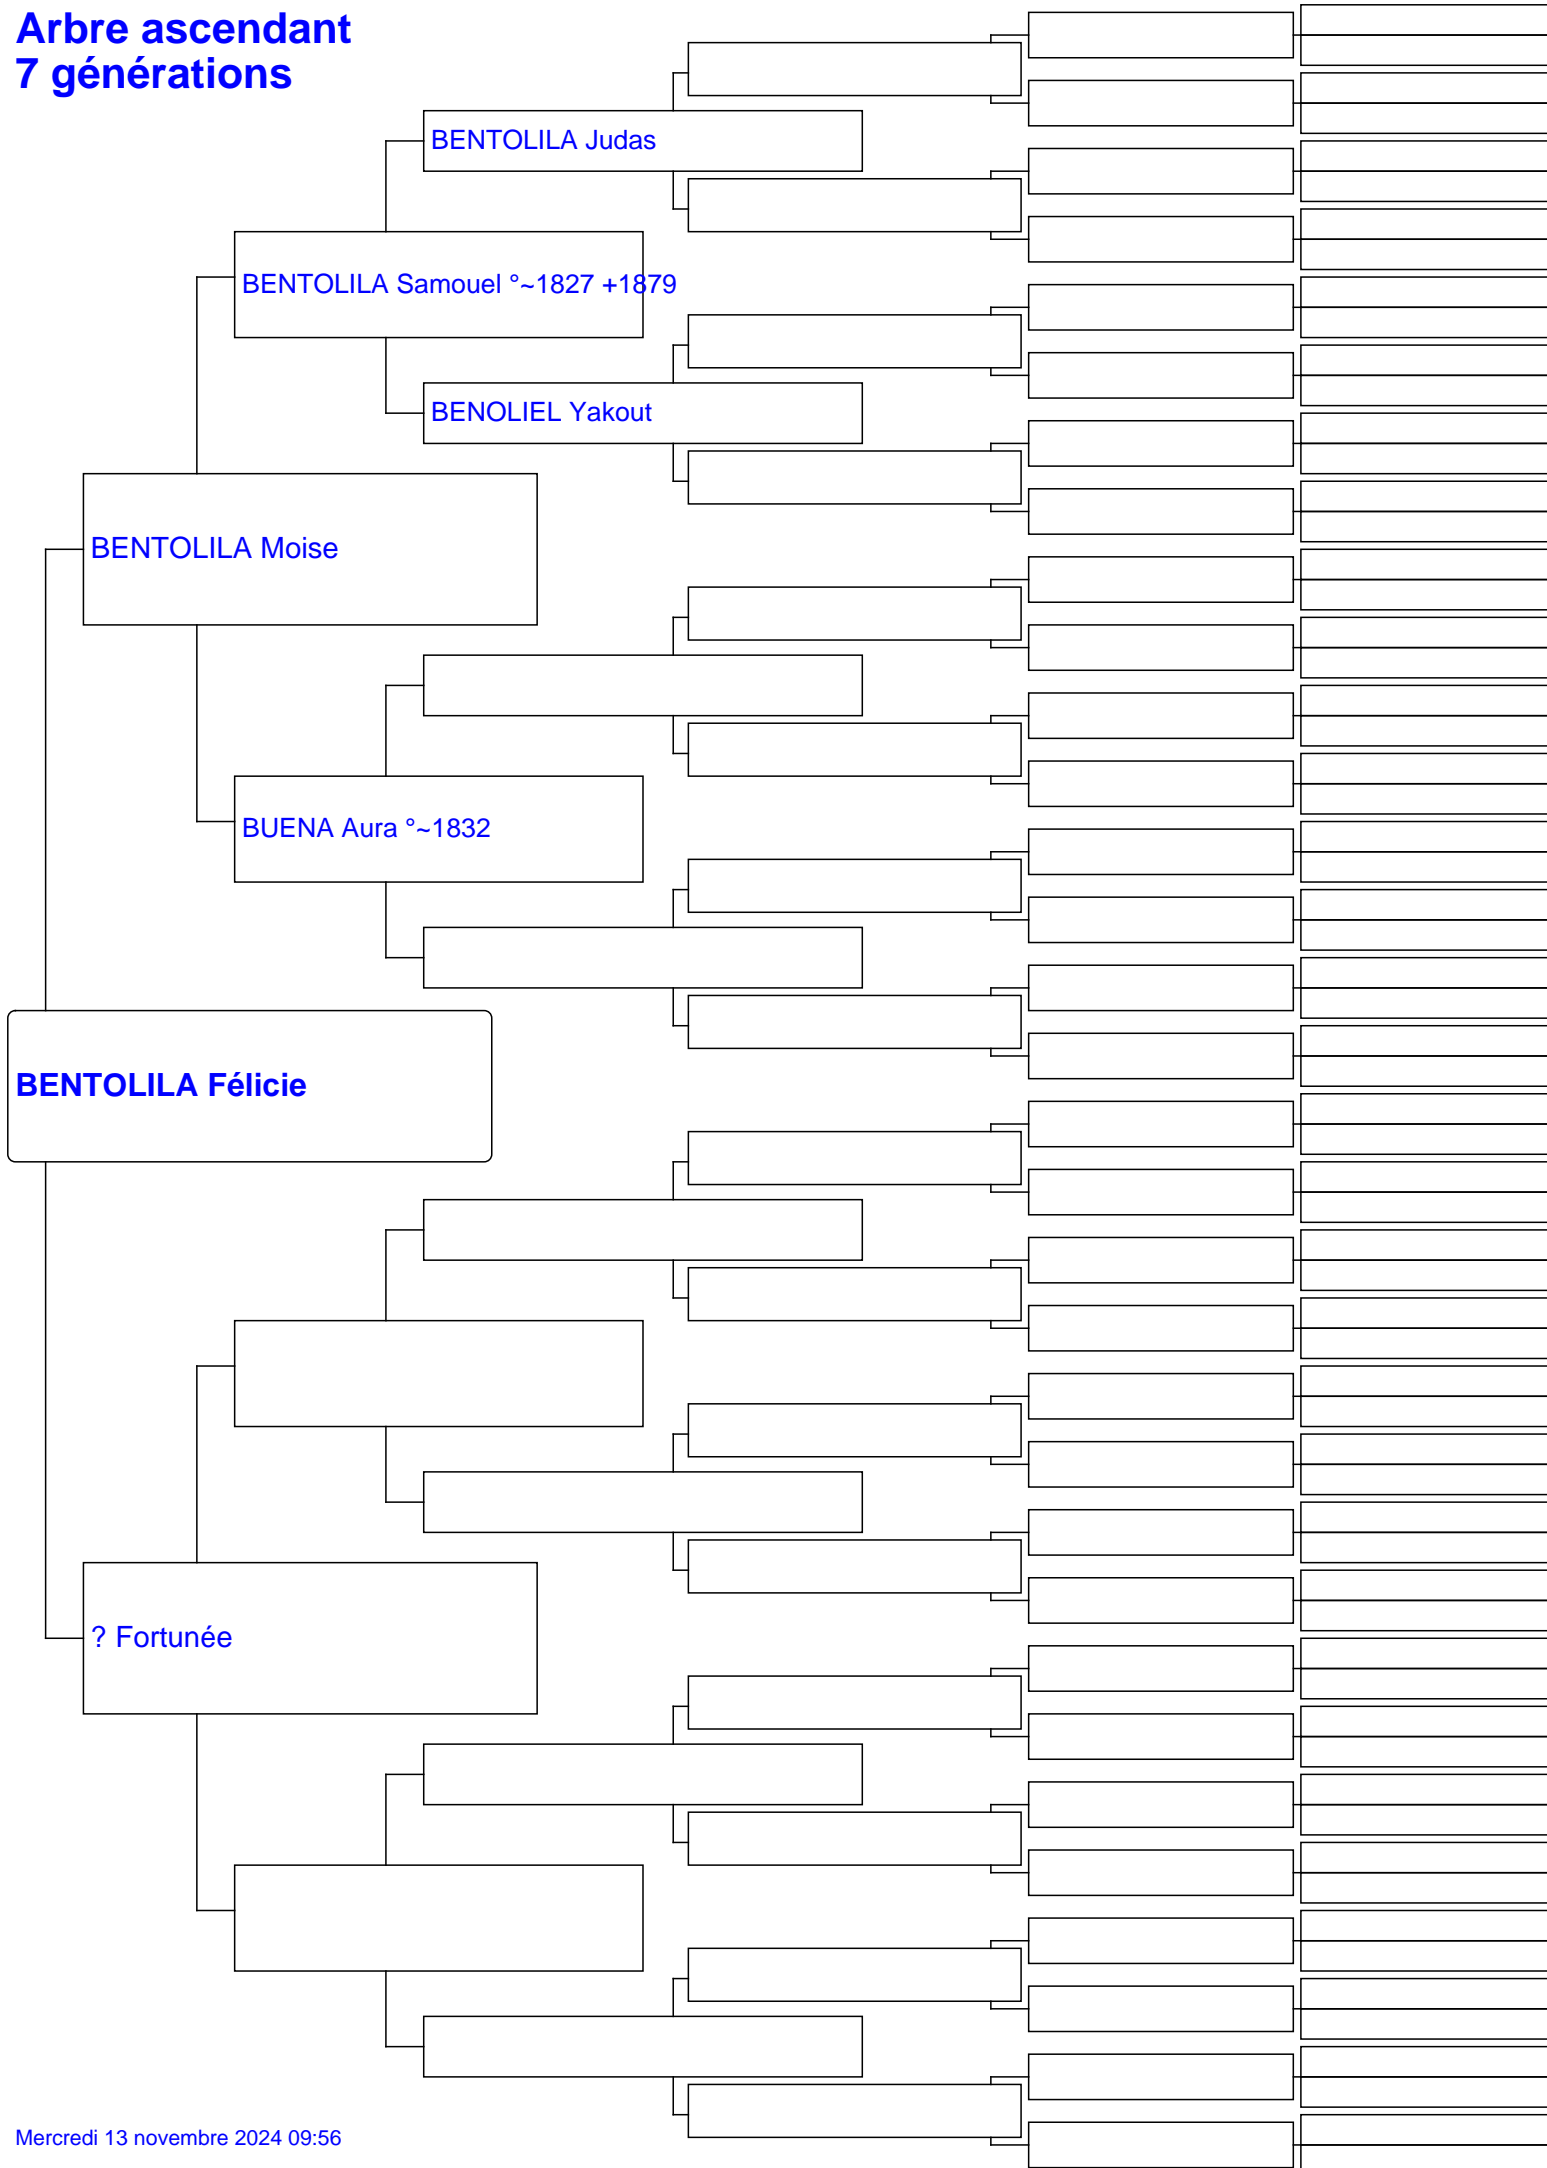 Arbre ascendant
7 générations
BENTOLILA Judas
BENTOLILA Samouel °~1827 +1879
BENOLIEL Yakout
BENTOLILA Moise
BUENA Aura °~1832
BENTOLILA Félicie
? Fortunée
Mercredi 13 novembre 2024 09:56